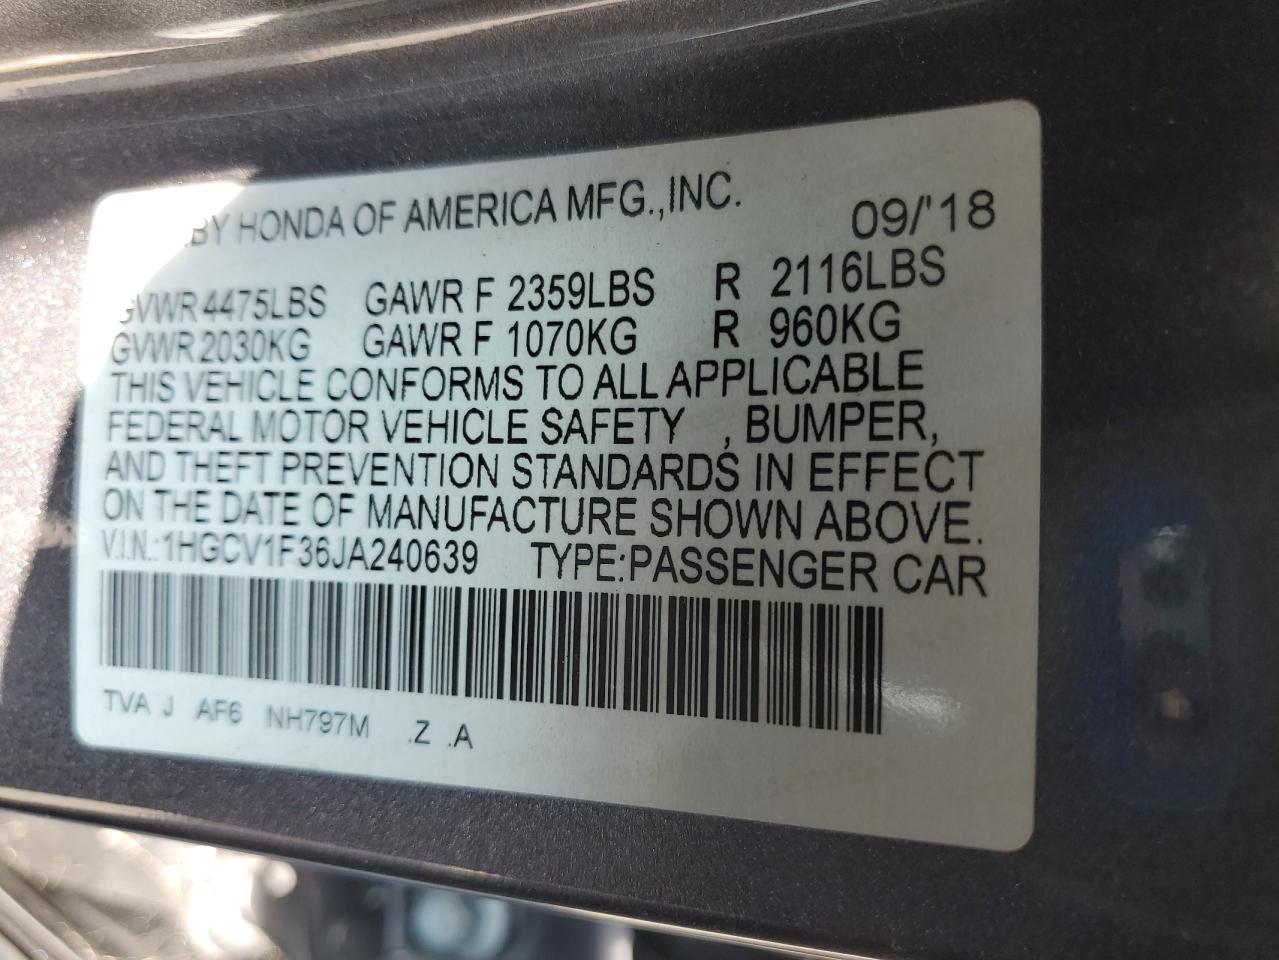 BY HONDA OF AMERICA MFG.,INC. 09/'18
GVWR 4475LBS GAWR F 2359LBS R 2116LBS
GVWR 2030KG GAWR F 1070KG R 960KG
THIS VEHICLE CONFORMS TO ALL APPLICABLE
FEDERAL MOTOR VEHICLE SAFETY , BUMPER,
AND THEFT PREVENTION STANDARDS IN EFFECT
ON THE DATE OF MANUFACTURE SHOWN ABOVE.
V.I.N.:1HGCV1F36JA240639 TYPE:PASSENGER CAR
TVA J AF6 NH797M .Z .A